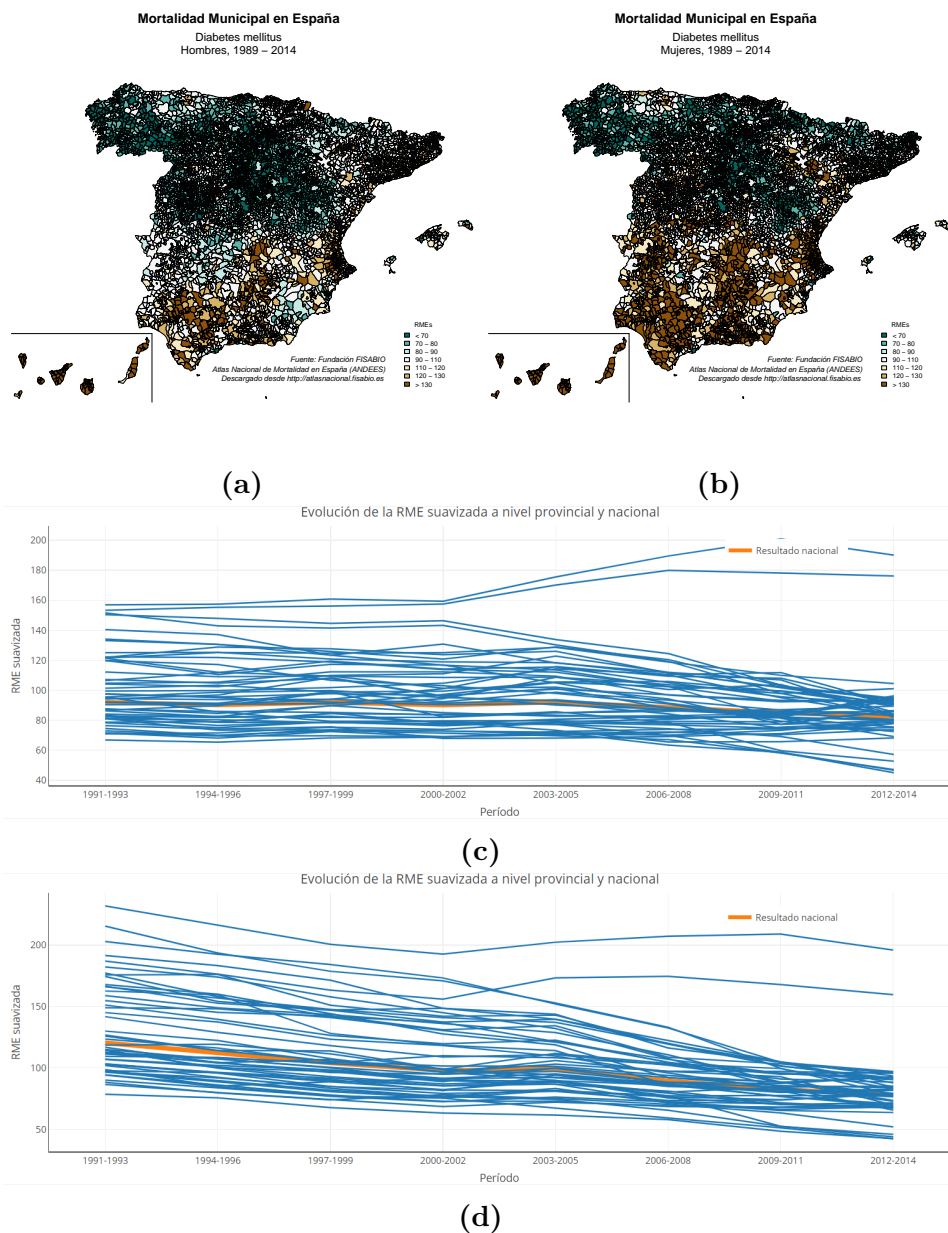 Mortalidad Municipal en España
Diabetes mellitus
Hombres, 1989 – 2014
RMEs
< 70
70 – 80
80 – 90
90 – 110
110 – 120
120 – 130
> 130
Fuente: Fundación FISABIO
Atlas Nacional de Mortalidad en España (ANDEES)
Descargado desde http://atlasnacional.fisabio.es
(a)
Mortalidad Municipal en España
Diabetes mellitus
Mujeres, 1989 – 2014
RMEs
< 70
70 – 80
80 – 90
90 – 110
110 – 120
120 – 130
> 130
Fuente: Fundación FISABIO
Atlas Nacional de Mortalidad en España (ANDEES)
Descargado desde http://atlasnacional.fisabio.es
(b)
Evolución de la RME suavizada a nivel provincial y nacional
Resultado nacional
RME suavizada
200
180
160
140
120
100
80
60
40
1991-1993 1994-1996 1997-1999 2000-2002 2003-2005 2006-2008 2009-2011 2012-2014
Período
(c)
Evolución de la RME suavizada a nivel provincial y nacional
Resultado nacional
RME suavizada
200
150
100
50
1991-1993 1994-1996 1997-1999 2000-2002 2003-2005 2006-2008 2009-2011 2012-2014
Período
(d)